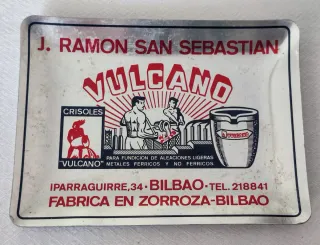 J. RAMON SAN SEBASTIAN
VULCANO
CRISOLES
"VULCANO"
PARA FUNDICION DE ALEACIONES LIGERAS
METALES FERRICOS Y NO FERRICOS
IPARRAGUIRRE, 34 - BILBAO - TEL. 218841
FABRICA EN ZORROZA-BILBAO